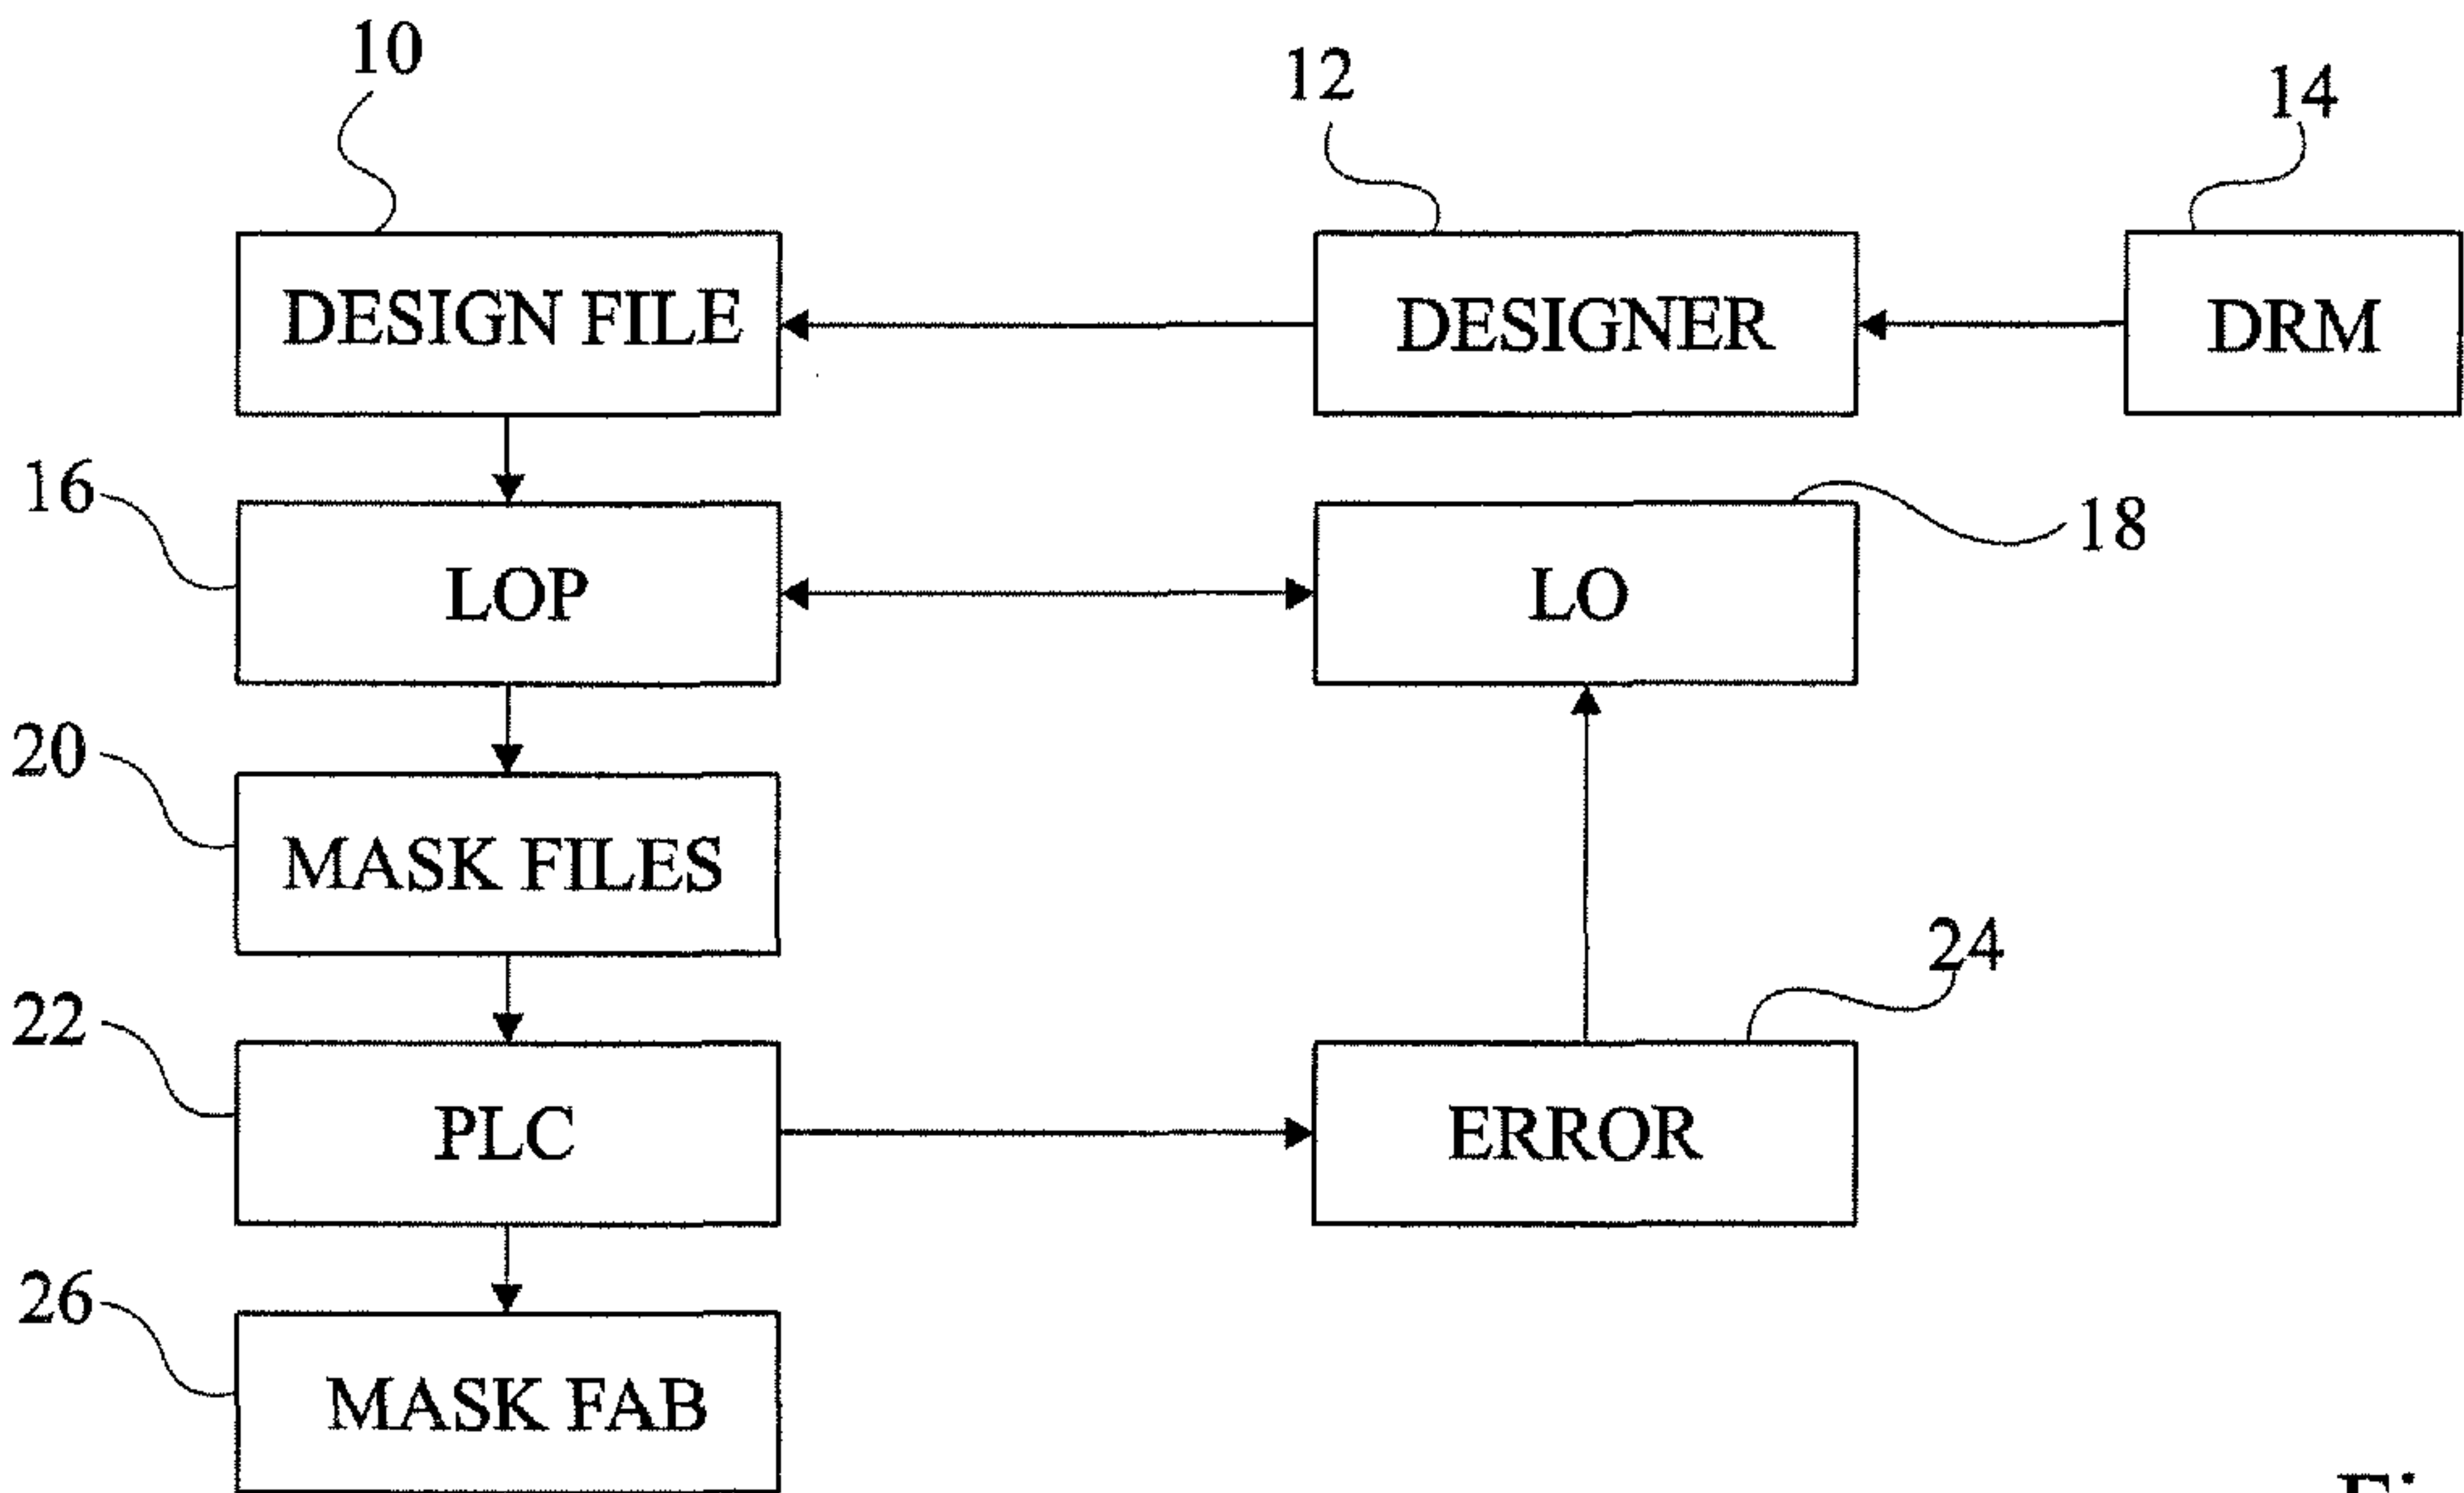 10
12
14
DESIGN FILE
DESIGNER
DRM
16
LOP
LO
18
20
MASK FILES
24
22
PLC
ERROR
26
MASK FAB